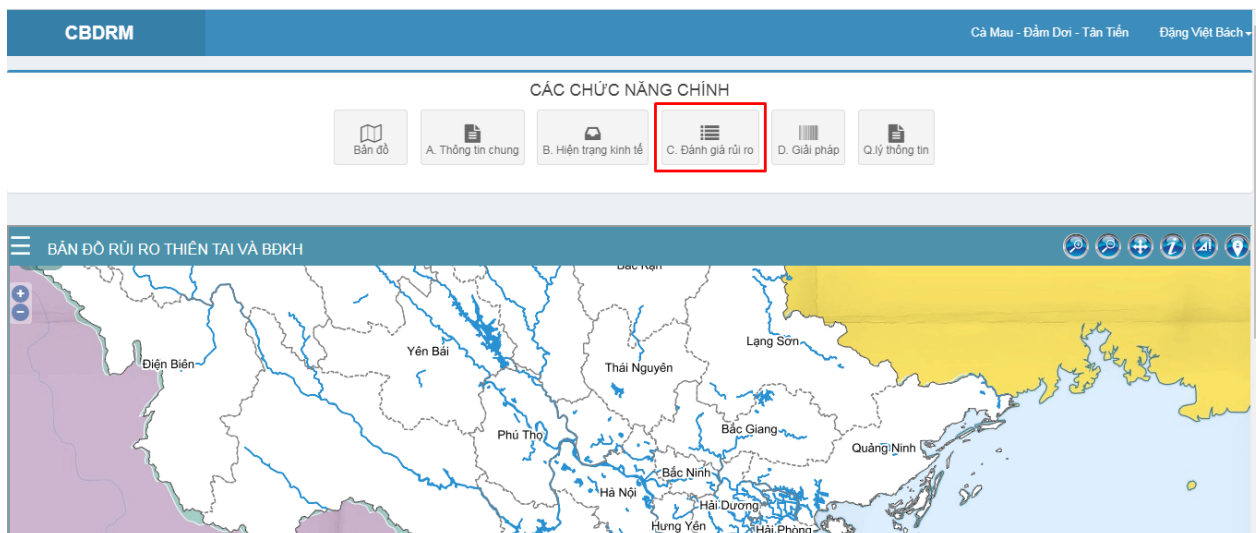 CBDRM
Cà Mau - Đầm Dơi - Tân Tiến
Đặng Việt Bách
CÁC CHỨC NĂNG CHÍNH
Bản đồ
A. Thông tin chung
B. Hiện trạng kinh tế
C. Đánh giá rủi ro
D. Giải pháp
Q.lý thông tin
BẢN ĐỒ RỦI RO THIÊN TAI VÀ BĐKH
Bắc Kạn
Lạng Sơn
Yên Bái
Điện Biên
Thái Nguyên
Bắc Giang
Phú Thọ
Quảng Ninh
Bắc Ninh
Hà Nội
Hải Dương
Hưng Yên
Hải Phòng